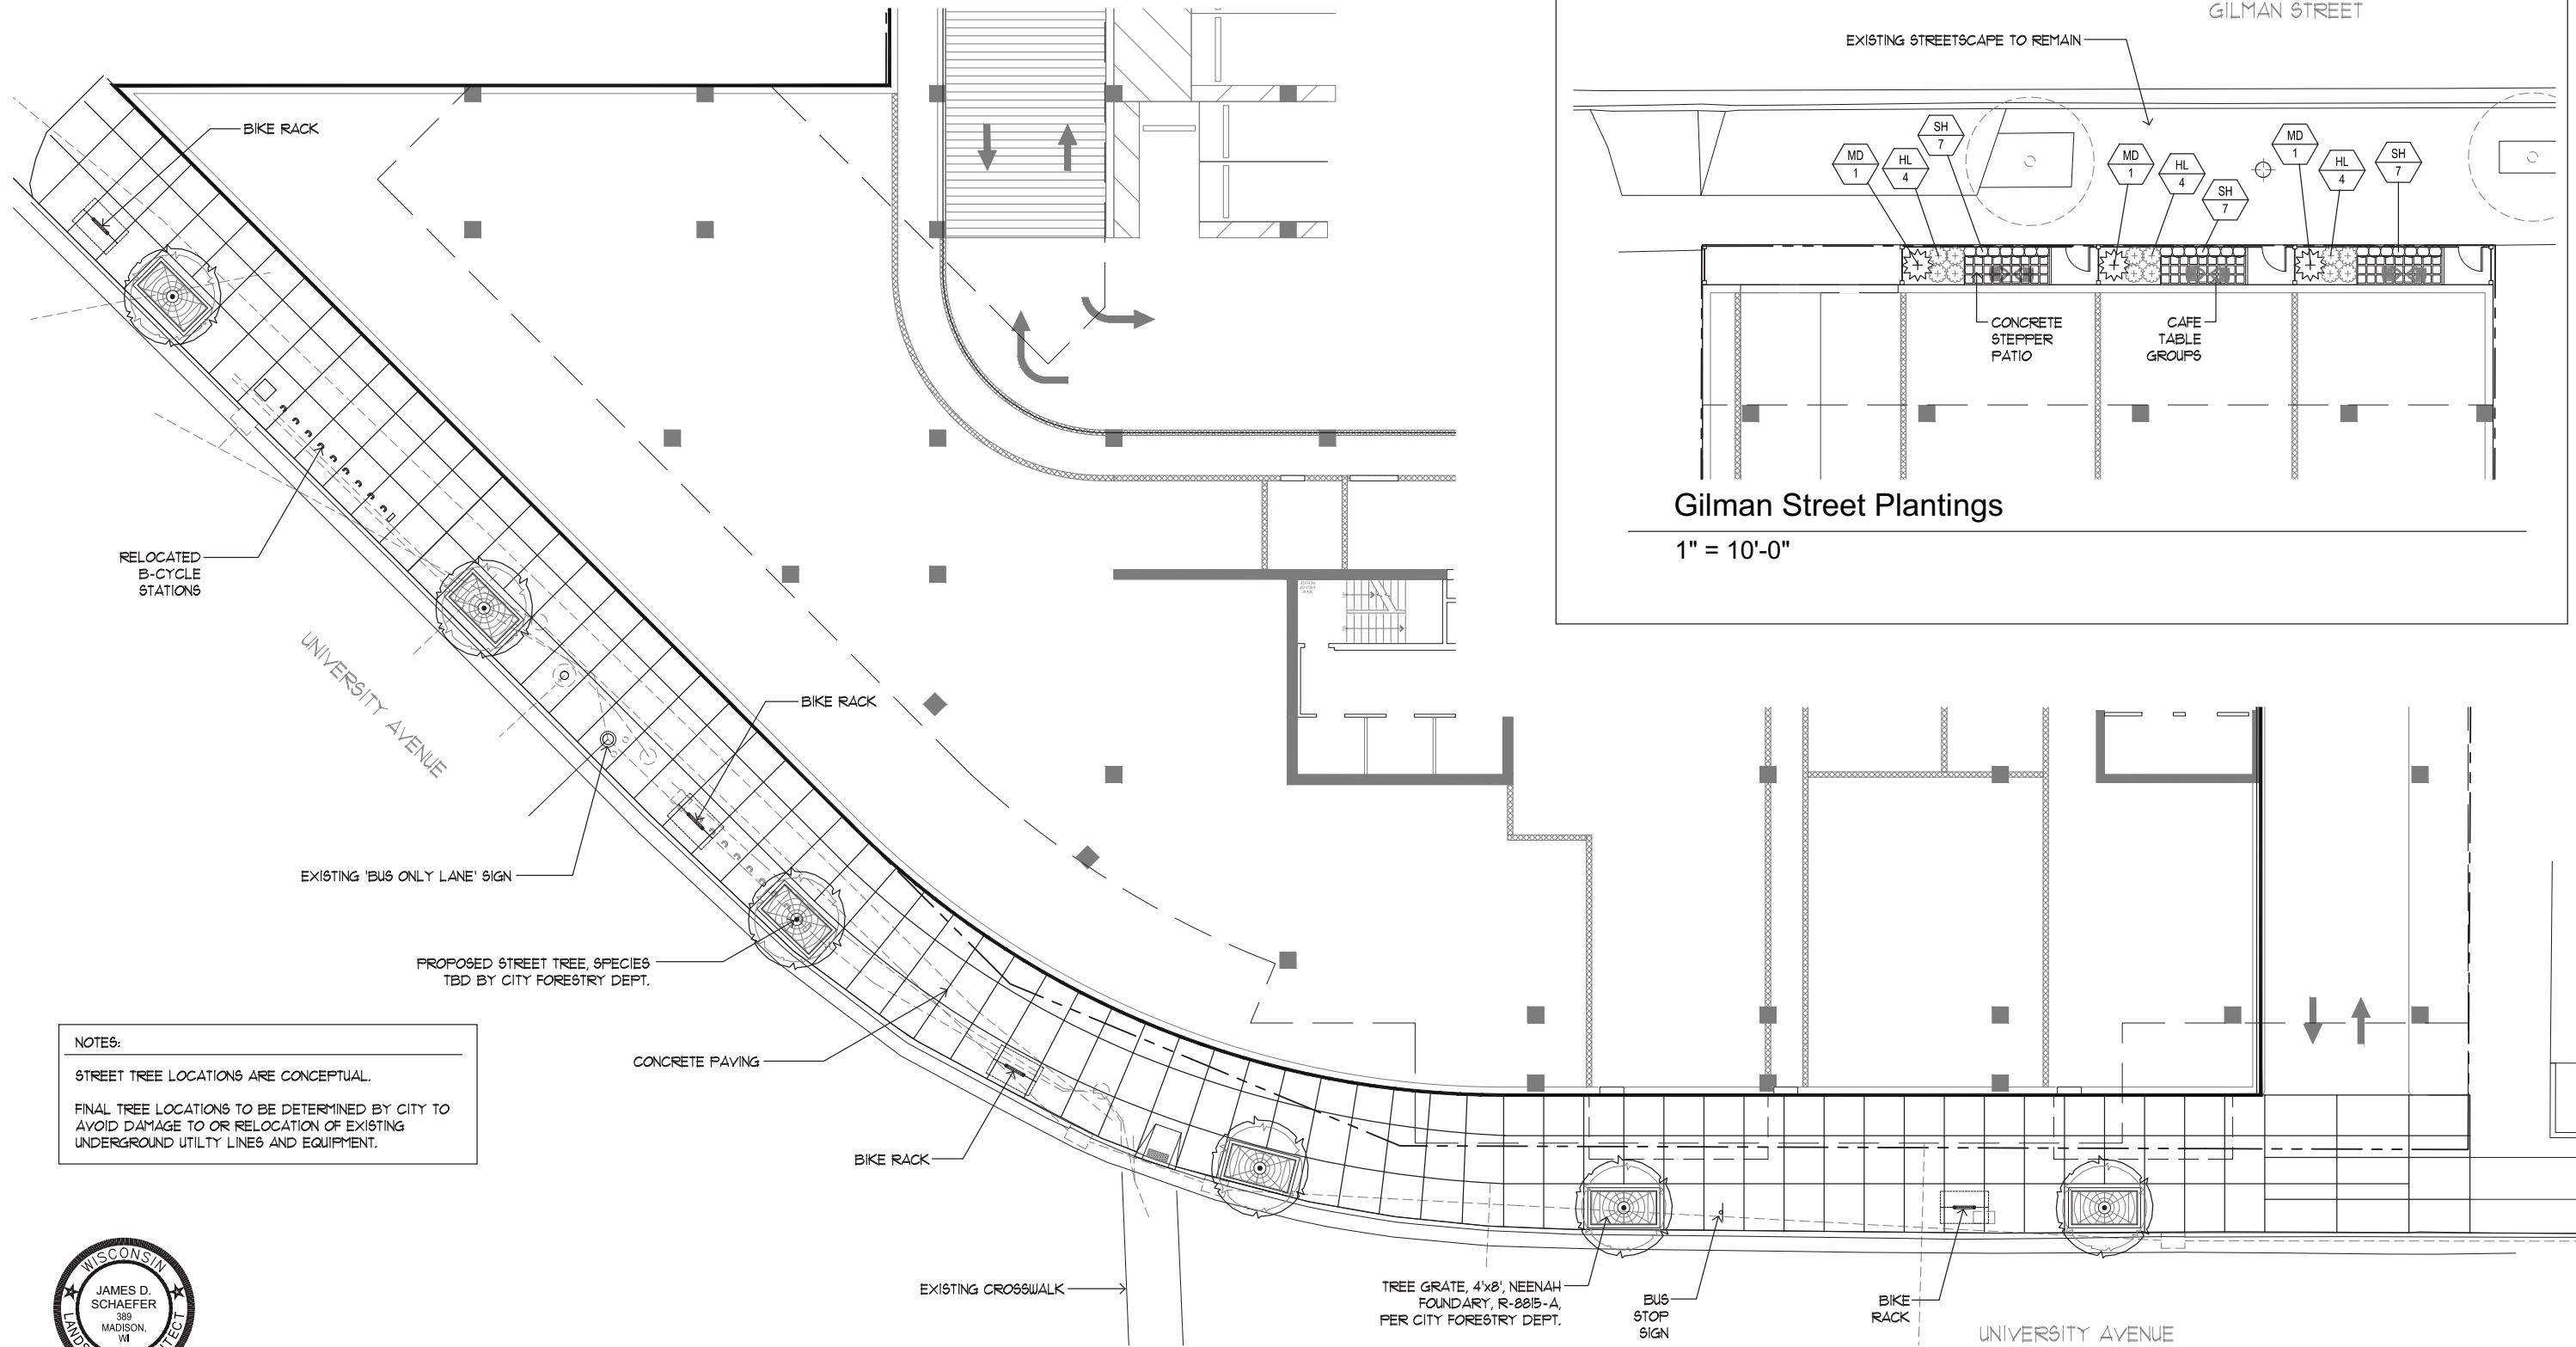 GILMAN STREET
EXISTING STREETSCAPE TO REMAIN
BIKE RACK
SH
7
MD
1
HL
4
MD
1
HL
4
SH
7
MD
1
HL
4
SH
7
CONCRETE
STEPPER
PATIO
CAFE
TABLE
GROUPS
Gilman Street Plantings
1" = 10'-0"
RELOCATED
B-CYCLE
STATIONS
UNIVERSITY AVENUE
BIKE RACK
EXISTING 'BUS ONLY LANE' SIGN
PROPOSED STREET TREE, SPECIES
TBD BY CITY FORESTRY DEPT.
CONCRETE PAVING
BIKE RACK
NOTES:
STREET TREE LOCATIONS ARE CONCEPTUAL.
FINAL TREE LOCATIONS TO BE DETERMINED BY CITY TO
AVOID DAMAGE TO OR RELOCATION OF EXISTING
UNDERGROUND UTILTY LINES AND EQUIPMENT.
EXISTING CROSSWALK
TREE GRATE, 4'x8', NEENAH
FOUNDARY, R-8815-A,
PER CITY FORESTRY DEPT.
BUS
STOP
SIGN
BIKE
RACK
UNIVERSITY AVENUE
WISCONSIN
JAMES D.
SCHAEFER
389
MADISON,
WI